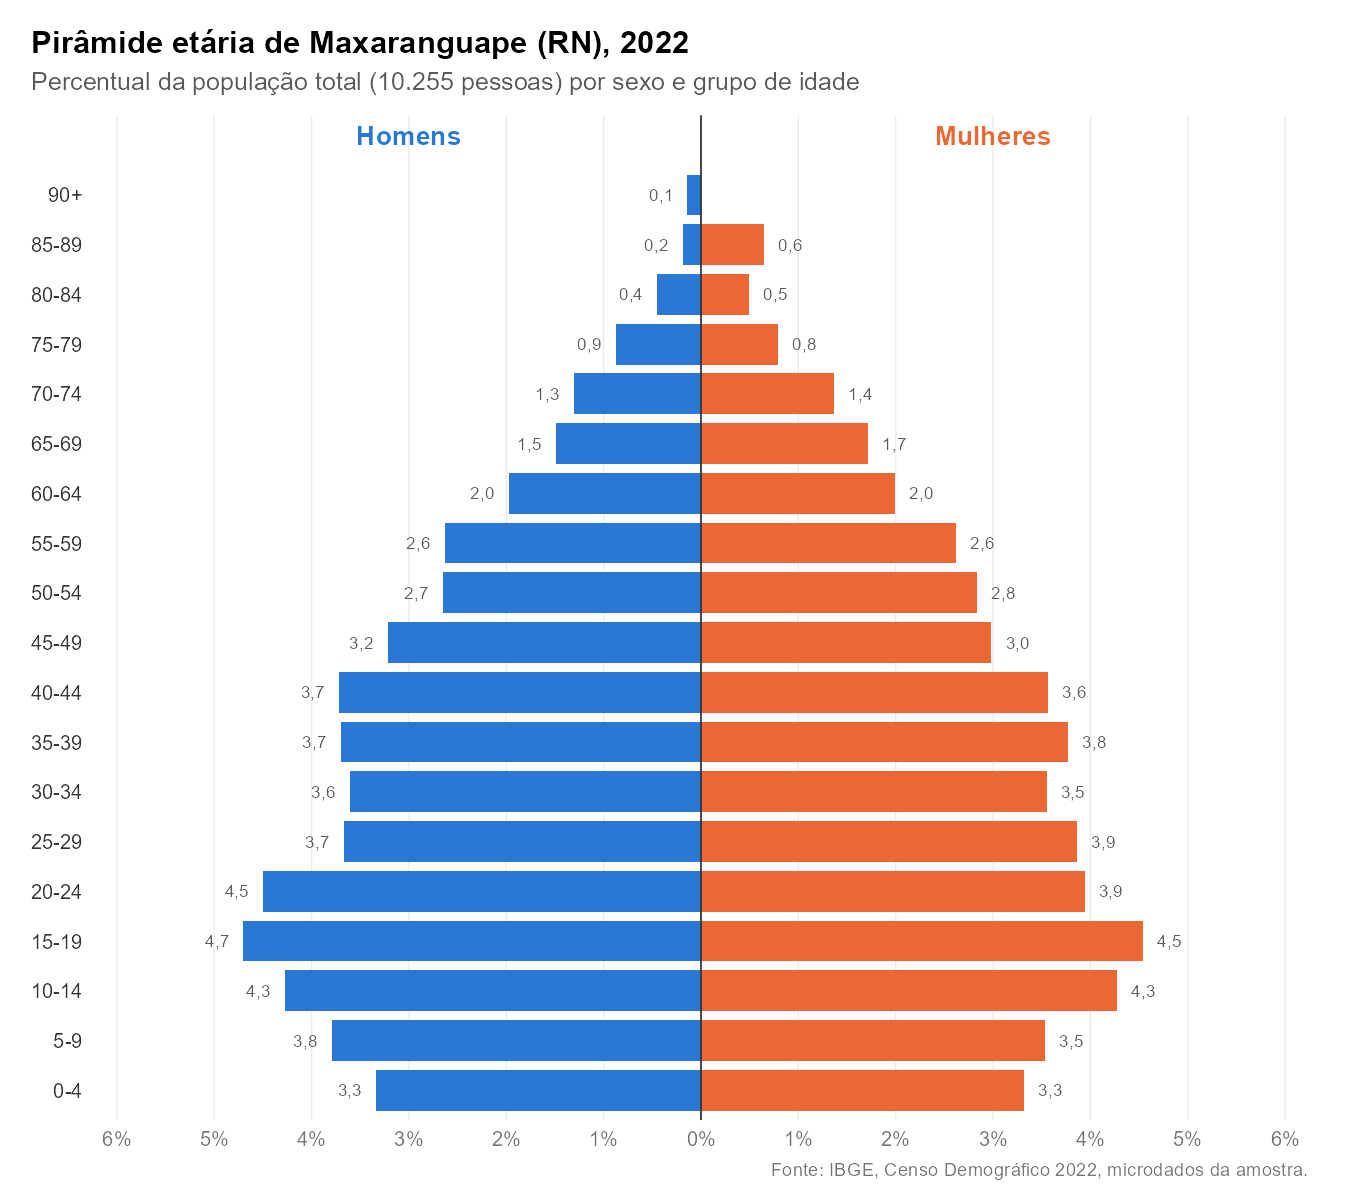 Pirâmide etária de Maxaranguape (RN), 2022
Percentual da população total (10.255 pessoas) por sexo e grupo de idade
Homens Mulheres
90+ 0,1
85-89 0,2 0,6
80-84 0,4 0,5
75-79 0,9 0,8
70-74 1,3 1,4
65-69 1,5 1,7
60-64 2,0 2,0
55-59 2,6 2,6
50-54 2,7 2,8
45-49 3,2 3,0
40-44 3,7 3,6
35-39 3,7 3,8
30-34 3,6 3,5
25-29 3,7 3,9
20-24 4,5 3,9
15-19 4,7 4,5
10-14 4,3 4,3
5-9 3,8 3,5
0-4 3,3 3,3
6% 5% 4% 3% 2% 1% 0% 1% 2% 3% 4% 5% 6%
Fonte: IBGE, Censo Demográfico 2022, microdados da amostra.